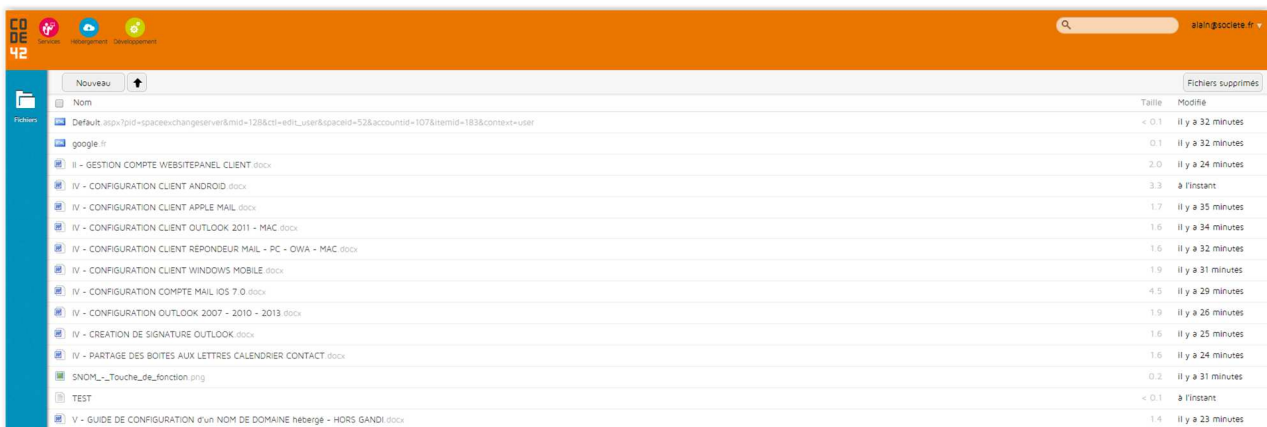 CO
DE
42
Services Hébergement Développement
alain@societe.fr
Nouveau
Fichiers supprimés
Fichiers
Nom Taille Modifié
Default.aspx?pid=spaceexchangeserver&mid=128&ctl=edit_user&spaceid=52&accountid=107&itemid=183&context=user < 0.1 il y a 32 minutes
google.fr 0.1 il y a 32 minutes
II - GESTION COMPTE WEBSITEPANEL CLIENT.docx 2.0 il y a 24 minutes
IV - CONFIGURATION CLIENT ANDROID.docx 3.3 à l'instant
IV - CONFIGURATION CLIENT APPLE MAIL.docx 1.7 il y a 35 minutes
IV - CONFIGURATION CLIENT OUTLOOK 2011 - MAC.docx 1.6 il y a 34 minutes
IV - CONFIGURATION CLIENT REPONDEUR MAIL - PC - OWA - MAC.docx 1.6 il y a 32 minutes
IV - CONFIGURATION CLIENT WINDOWS MOBILE.docx 1.9 il y a 31 minutes
IV - CONFIGURATION COMPTE MAIL IOS 7.0.docx 4.5 il y a 29 minutes
IV - CONFIGURATION OUTLOOK 2007 - 2010 - 2013.docx 1.9 il y a 26 minutes
IV - CREATION DE SIGNATURE OUTLOOK.docx 1.6 il y a 25 minutes
IV - PARTAGE DES BOITES AUX LETTRES CALENDRIER CONTACT.docx 1.6 il y a 24 minutes
SNOM_-_Touche_de_fonction.png 0.2 il y a 31 minutes
TEST < 0.1 à l'instant
V - GUIDE DE CONFIGURATION d'un NOM DE DOMAINE hébergé - HORS GANDI.docx 1.4 il y a 23 minutes